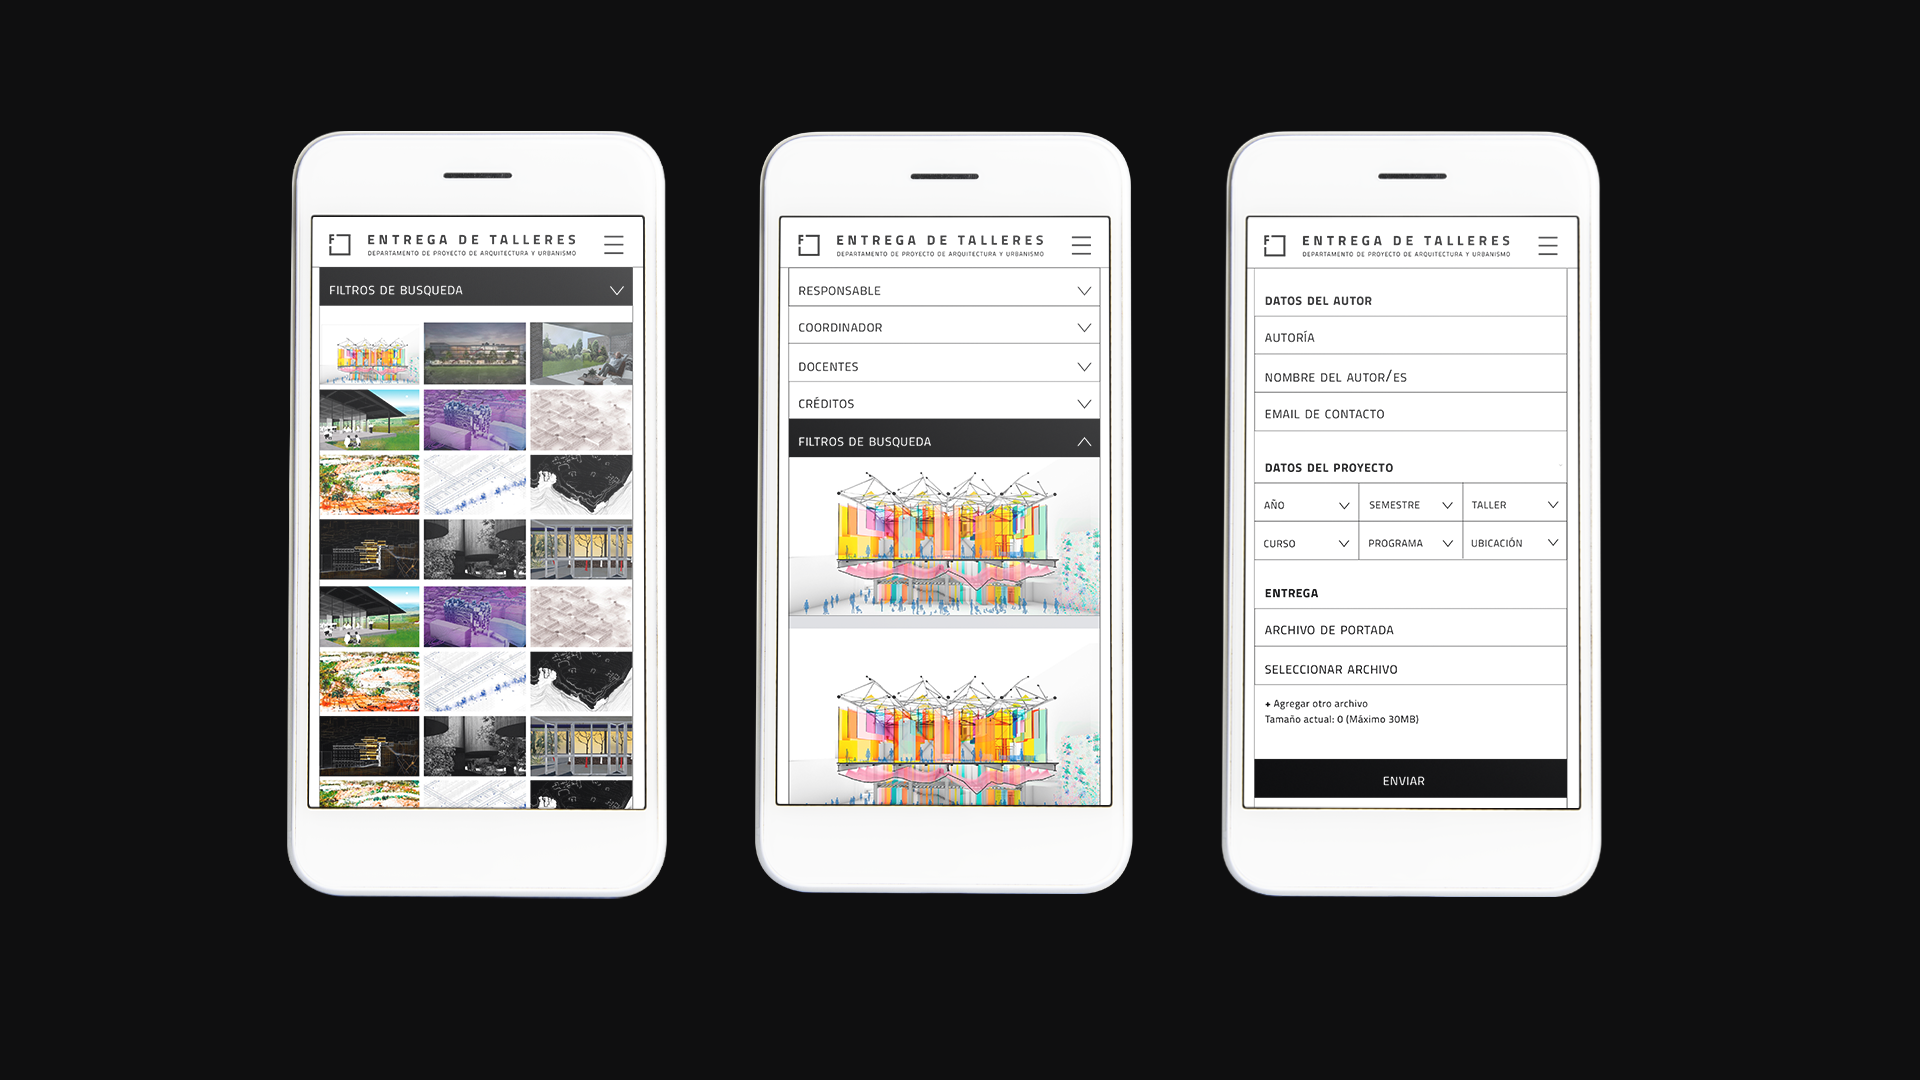 F
ENTREGA DE TALLERES
DEPARTAMENTO DE PROYECTO DE ARQUITECTURA Y URBANISMO
FILTROS DE BUSQUEDA
F
ENTREGA DE TALLERES
DEPARTAMENTO DE PROYECTO DE ARQUITECTURA Y URBANISMO
RESPONSABLE
COORDINADOR
DOCENTES
CRÉDITOS
FILTROS DE BUSQUEDA
F
ENTREGA DE TALLERES
DEPARTAMENTO DE PROYECTO DE ARQUITECTURA Y URBANISMO
DATOS DEL AUTOR
AUTORÍA
NOMBRE DEL AUTOR/ES
EMAIL DE CONTACTO
DATOS DEL PROYECTO
AÑO SEMESTRE TALLER
CURSO PROGRAMA UBICACIÓN
ENTREGA
ARCHIVO DE PORTADA
SELECCIONAR ARCHIVO
+ Agregar otro archivo
Tamaño actual: 0 (Máximo 30MB)
ENVIAR